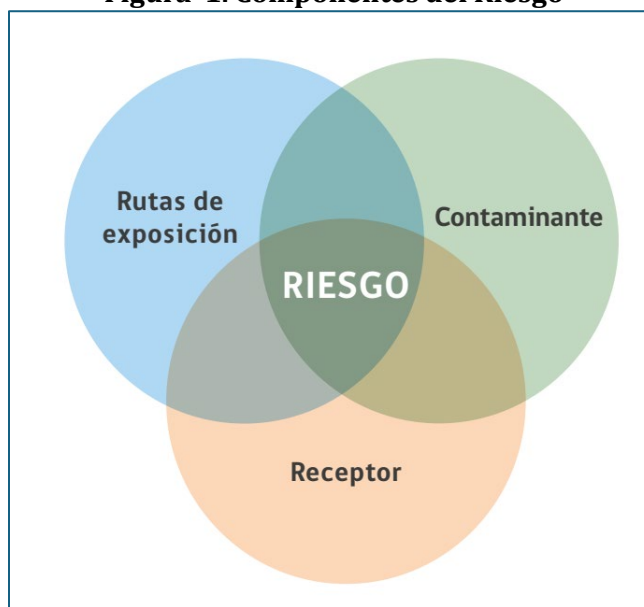 Figura 1. Componentes del Riesgo
Rutas de
exposición
Contaminante
RIESGO
Receptor